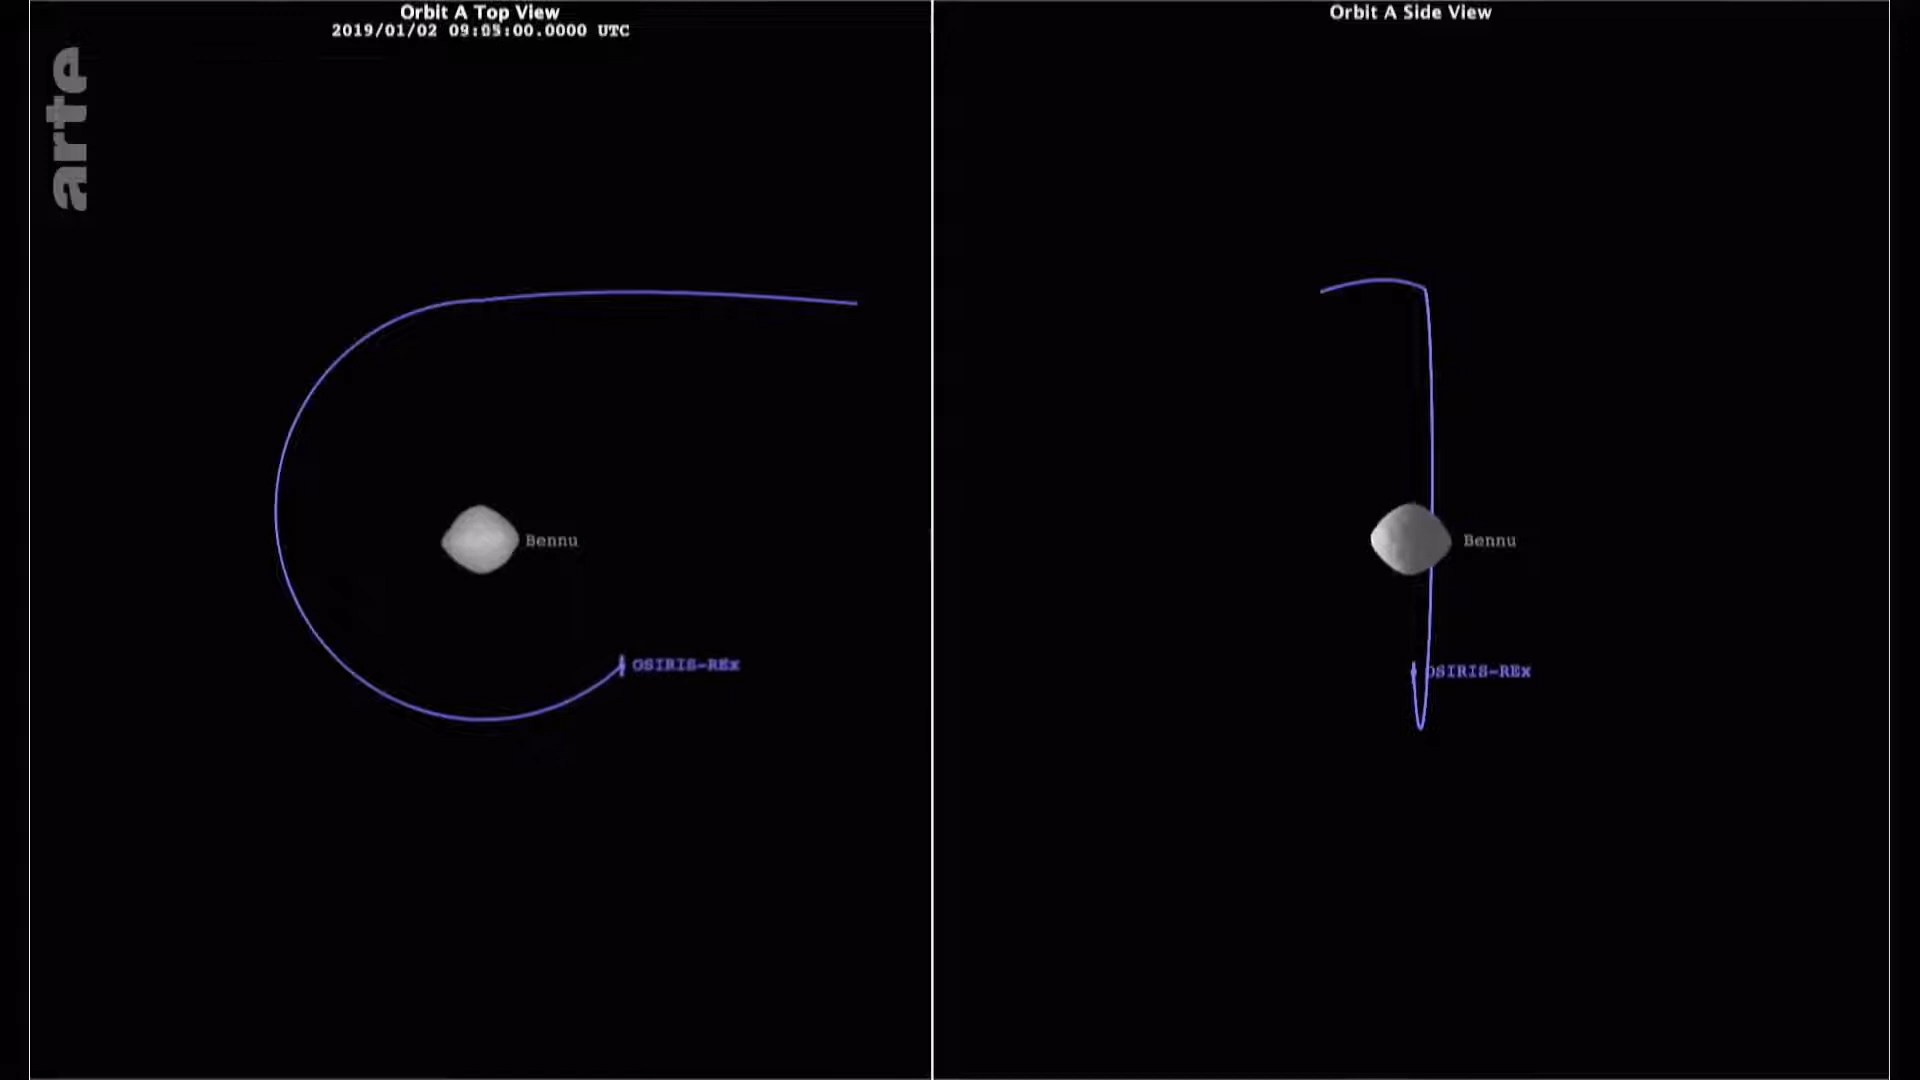 Orbit A Top View
2019/01/02 09:05:00.0000 UTC
arte
Bennu
OSIRIS-REx
Orbit A Side View
Bennu
OSIRIS-REx